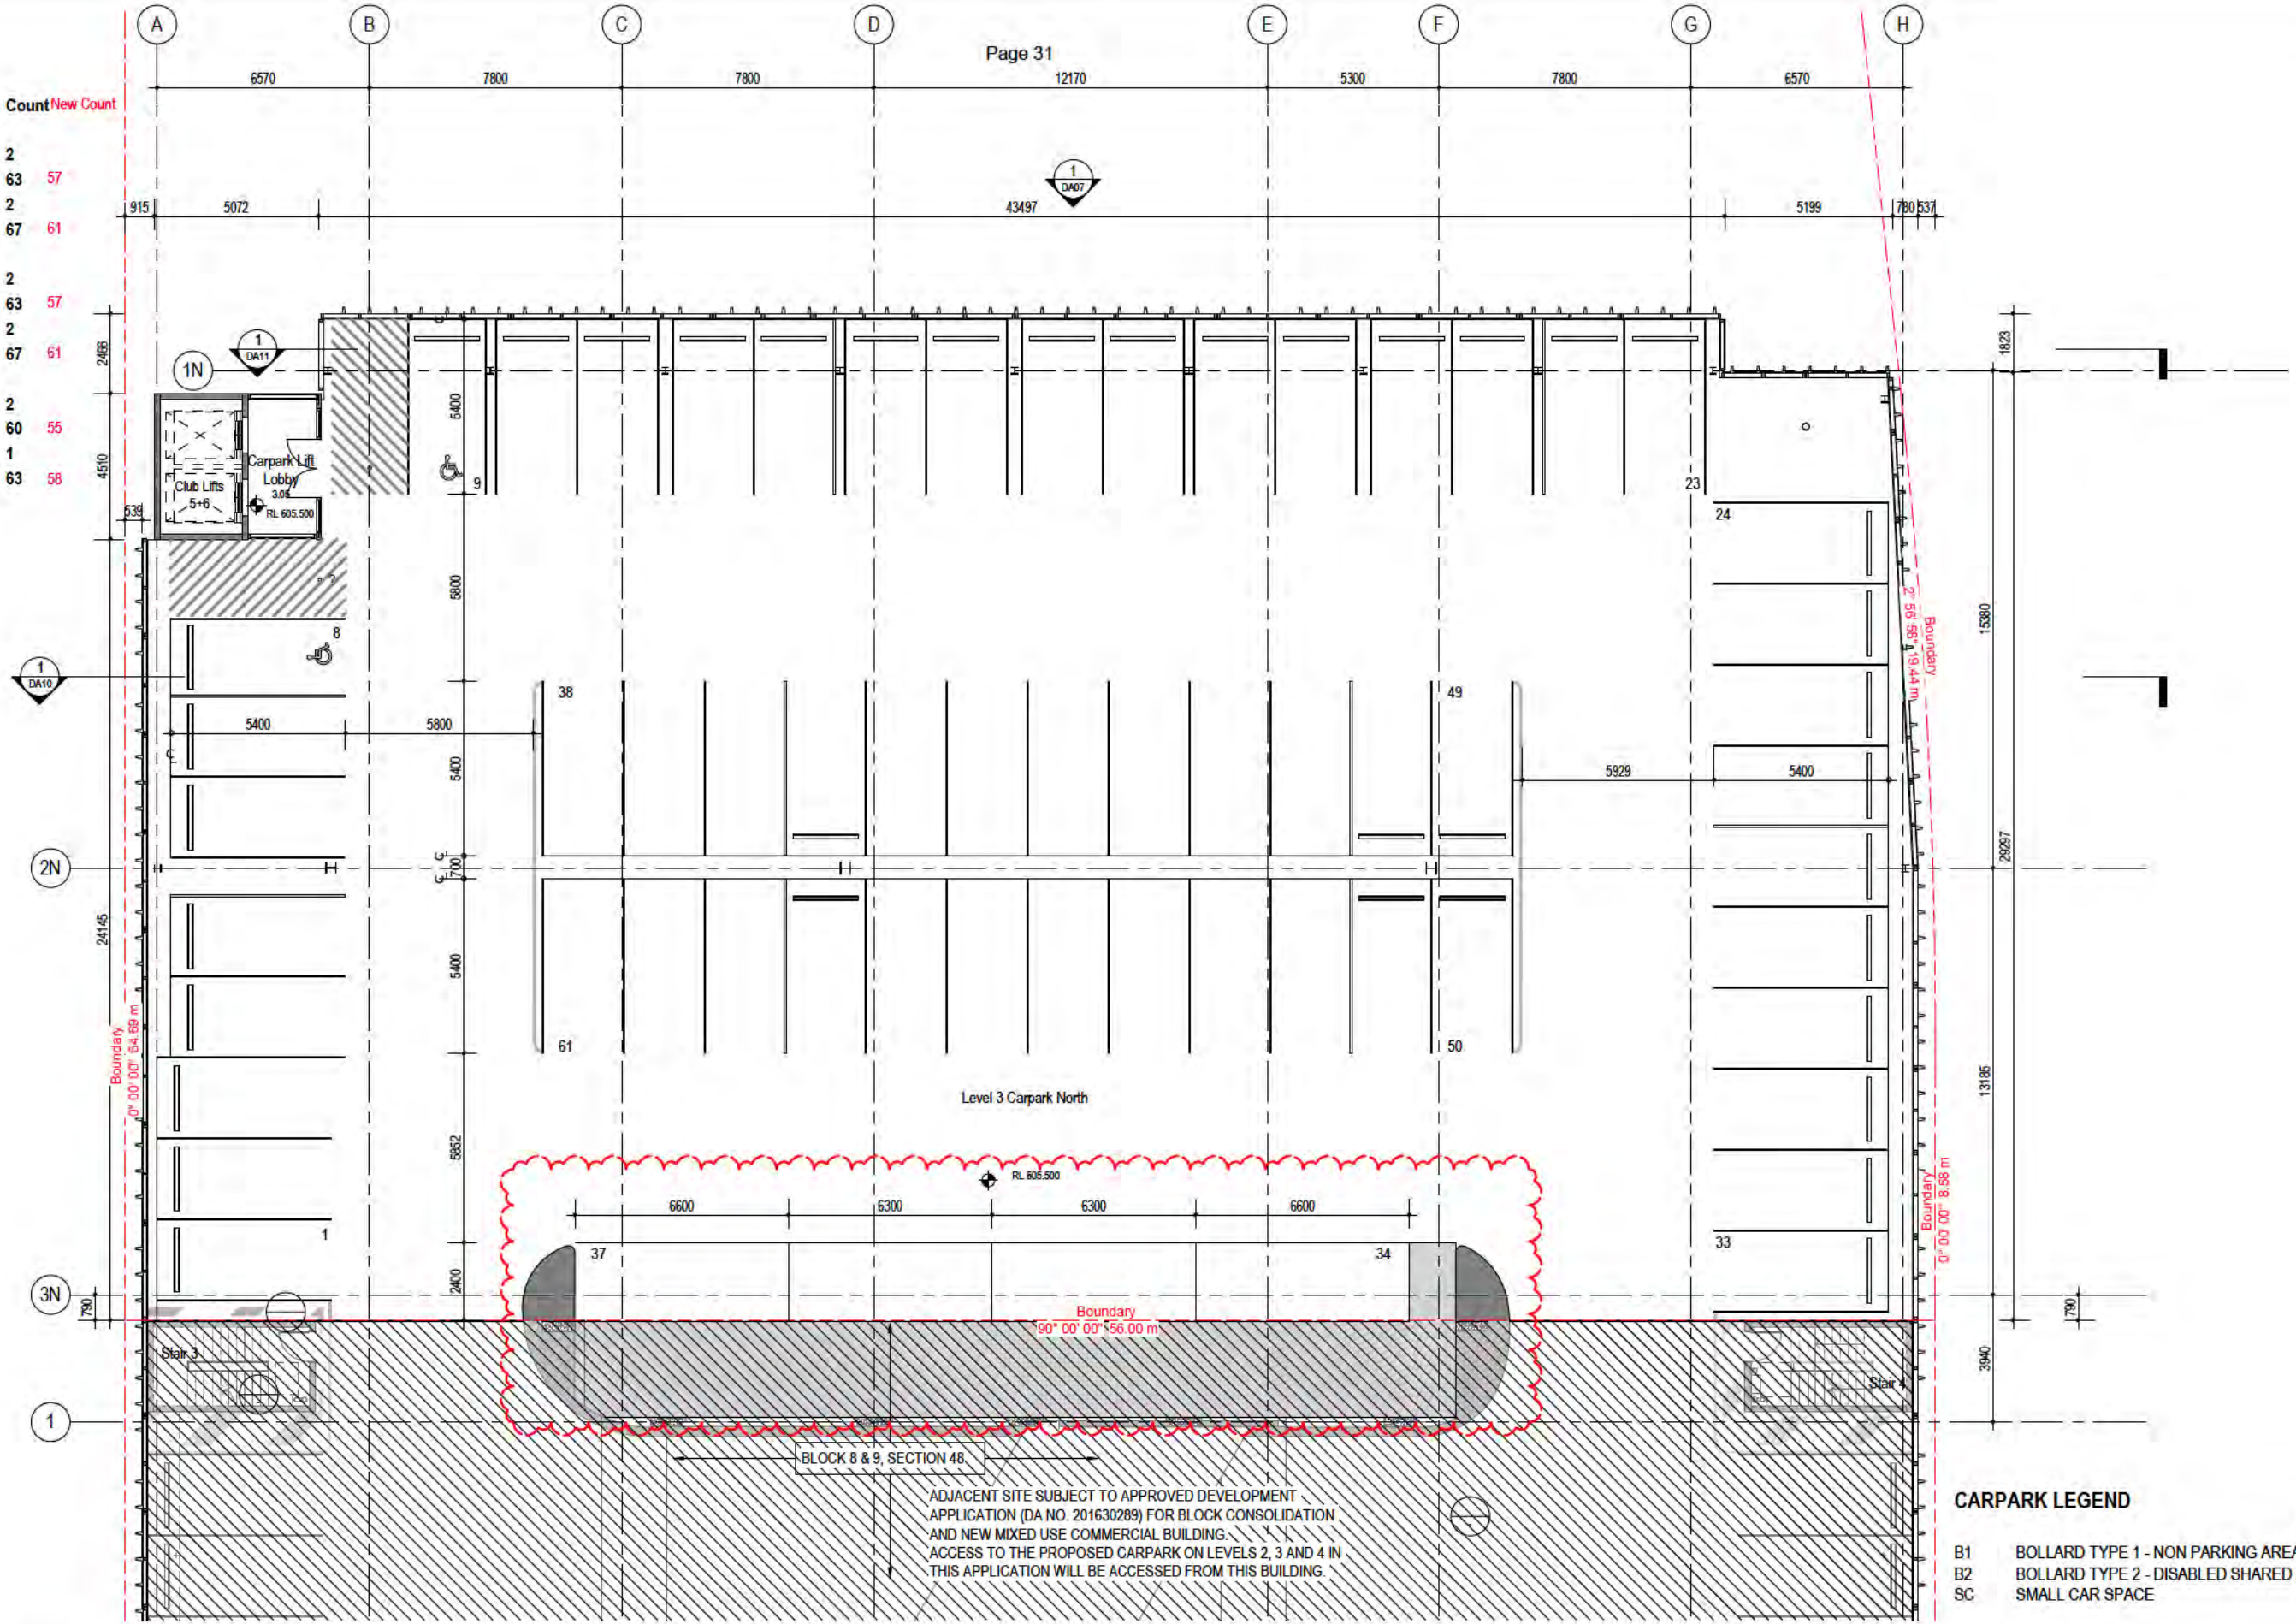 A B C D E F G H
Page 31
6570 7800 7800 12170 5300 7800 6570
Count New Count
2
63 57
2
67 61
2
63 57
2
67 61
2
60 55
1
63 58
1
DA07
915 5072 43497 5199 780 537
1
DA11
1N
2466
4510
539
1823
5400
Carpark Lift
Lobby
3.05
RL 605.500
Club Lifts
5+6
9
23
24
5800
8
1
DA10
38
49
15380
2° 56' 58" 19.44 m
Boundary
5400 5800
5400
5929 5400
2N
700
2929
24145
5400
61
50
Boundary
0° 00' 00" 64.69 m
Level 3 Carpark North
13185
5852
RL 605.500
6600 6300 6300 6600
Boundary
0° 00' 00" 8.58 m
1
37
34
33
2400
3N
790
790
Boundary
90° 00' 00" 56.00 m
Stair 3
Stair 4
3940
1
BLOCK 8 & 9, SECTION 48.
ADJACENT SITE SUBJECT TO APPROVED DEVELOPMENT
APPLICATION (DA NO. 201630289) FOR BLOCK CONSOLIDATION
AND NEW MIXED USE COMMERCIAL BUILDING.
ACCESS TO THE PROPOSED CARPARK ON LEVELS 2, 3 AND 4 IN
THIS APPLICATION WILL BE ACCESSED FROM THIS BUILDING.
CARPARK LEGEND
B1 BOLLARD TYPE 1 - NON PARKING AREA
B2 BOLLARD TYPE 2 - DISABLED SHARED
SC SMALL CAR SPACE